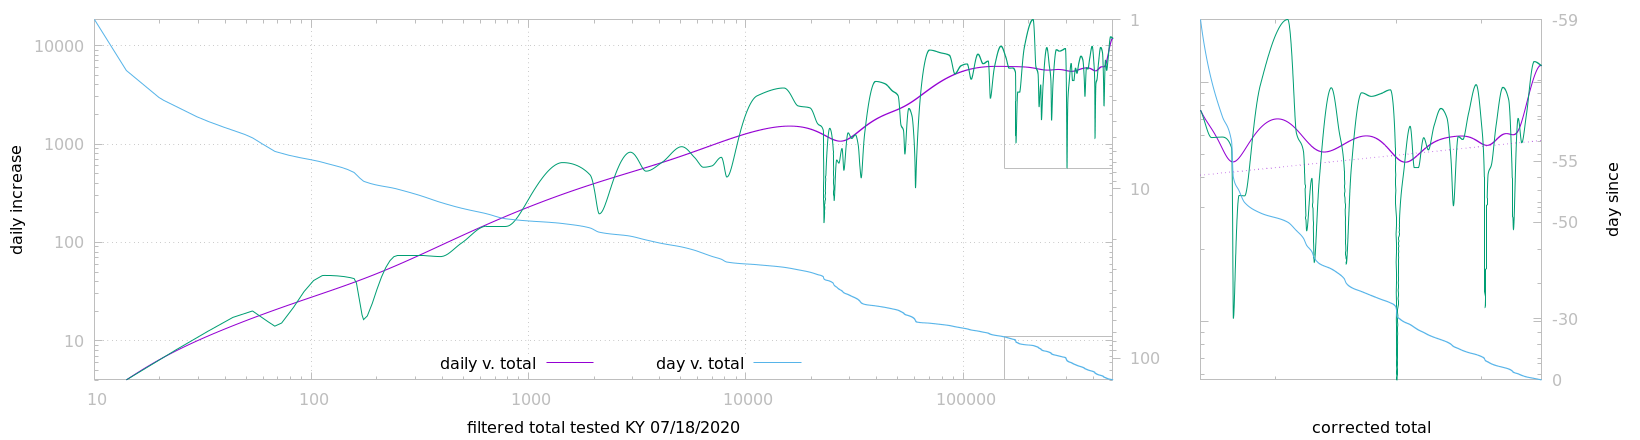 daily increase
10000
1000
100
10
10
100
1000
10000
100000
1
10
100
daily v. total
day v. total
filtered total tested KY 07/18/2020
-59
-55
-50
-30
0
day since
corrected total